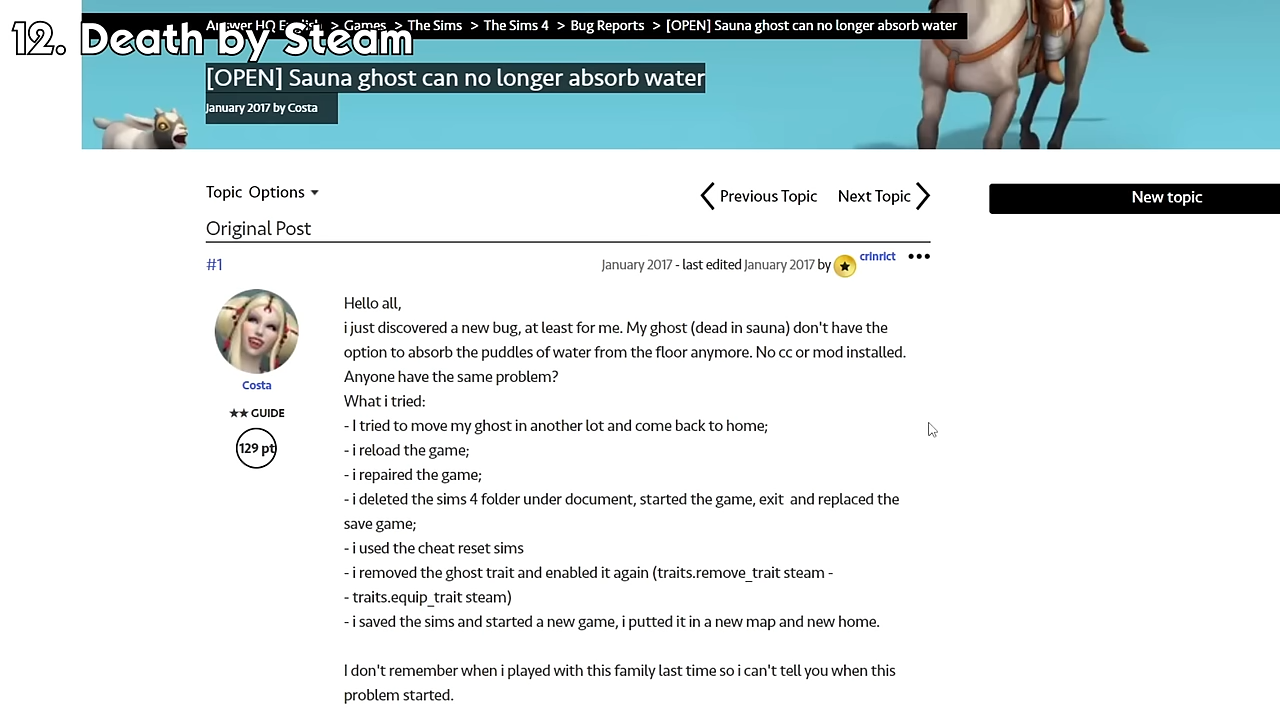 12. Death by Steam
Answer HQ English > Games > The Sims > The Sims 4 > Bug Reports > [OPEN] Sauna ghost can no longer absorb water
[OPEN] Sauna ghost can no longer absorb water
January 2017 by Costa
Topic Options
Previous Topic Next Topic
New topic
Original Post
#1
January 2017 - last edited January 2017 by crinrict
Costa
★★ GUIDE
129 pt
Hello all,
i just discovered a new bug, at least for me. My ghost (dead in sauna) don't have the
option to absorb the puddles of water from the floor anymore. No cc or mod installed.
Anyone have the same problem?
What i tried:
- I tried to move my ghost in another lot and come back to home;
- i reload the game;
- i repaired the game;
- i deleted the sims 4 folder under document, started the game, exit and replaced the
save game;
- i used the cheat reset sims
- i removed the ghost trait and enabled it again (traits.remove_trait steam -
- traits.equip_trait steam)
- i saved the sims and started a new game, i putted it in a new map and new home.
I don't remember when i played with this family last time so i can't tell you when this
problem started.